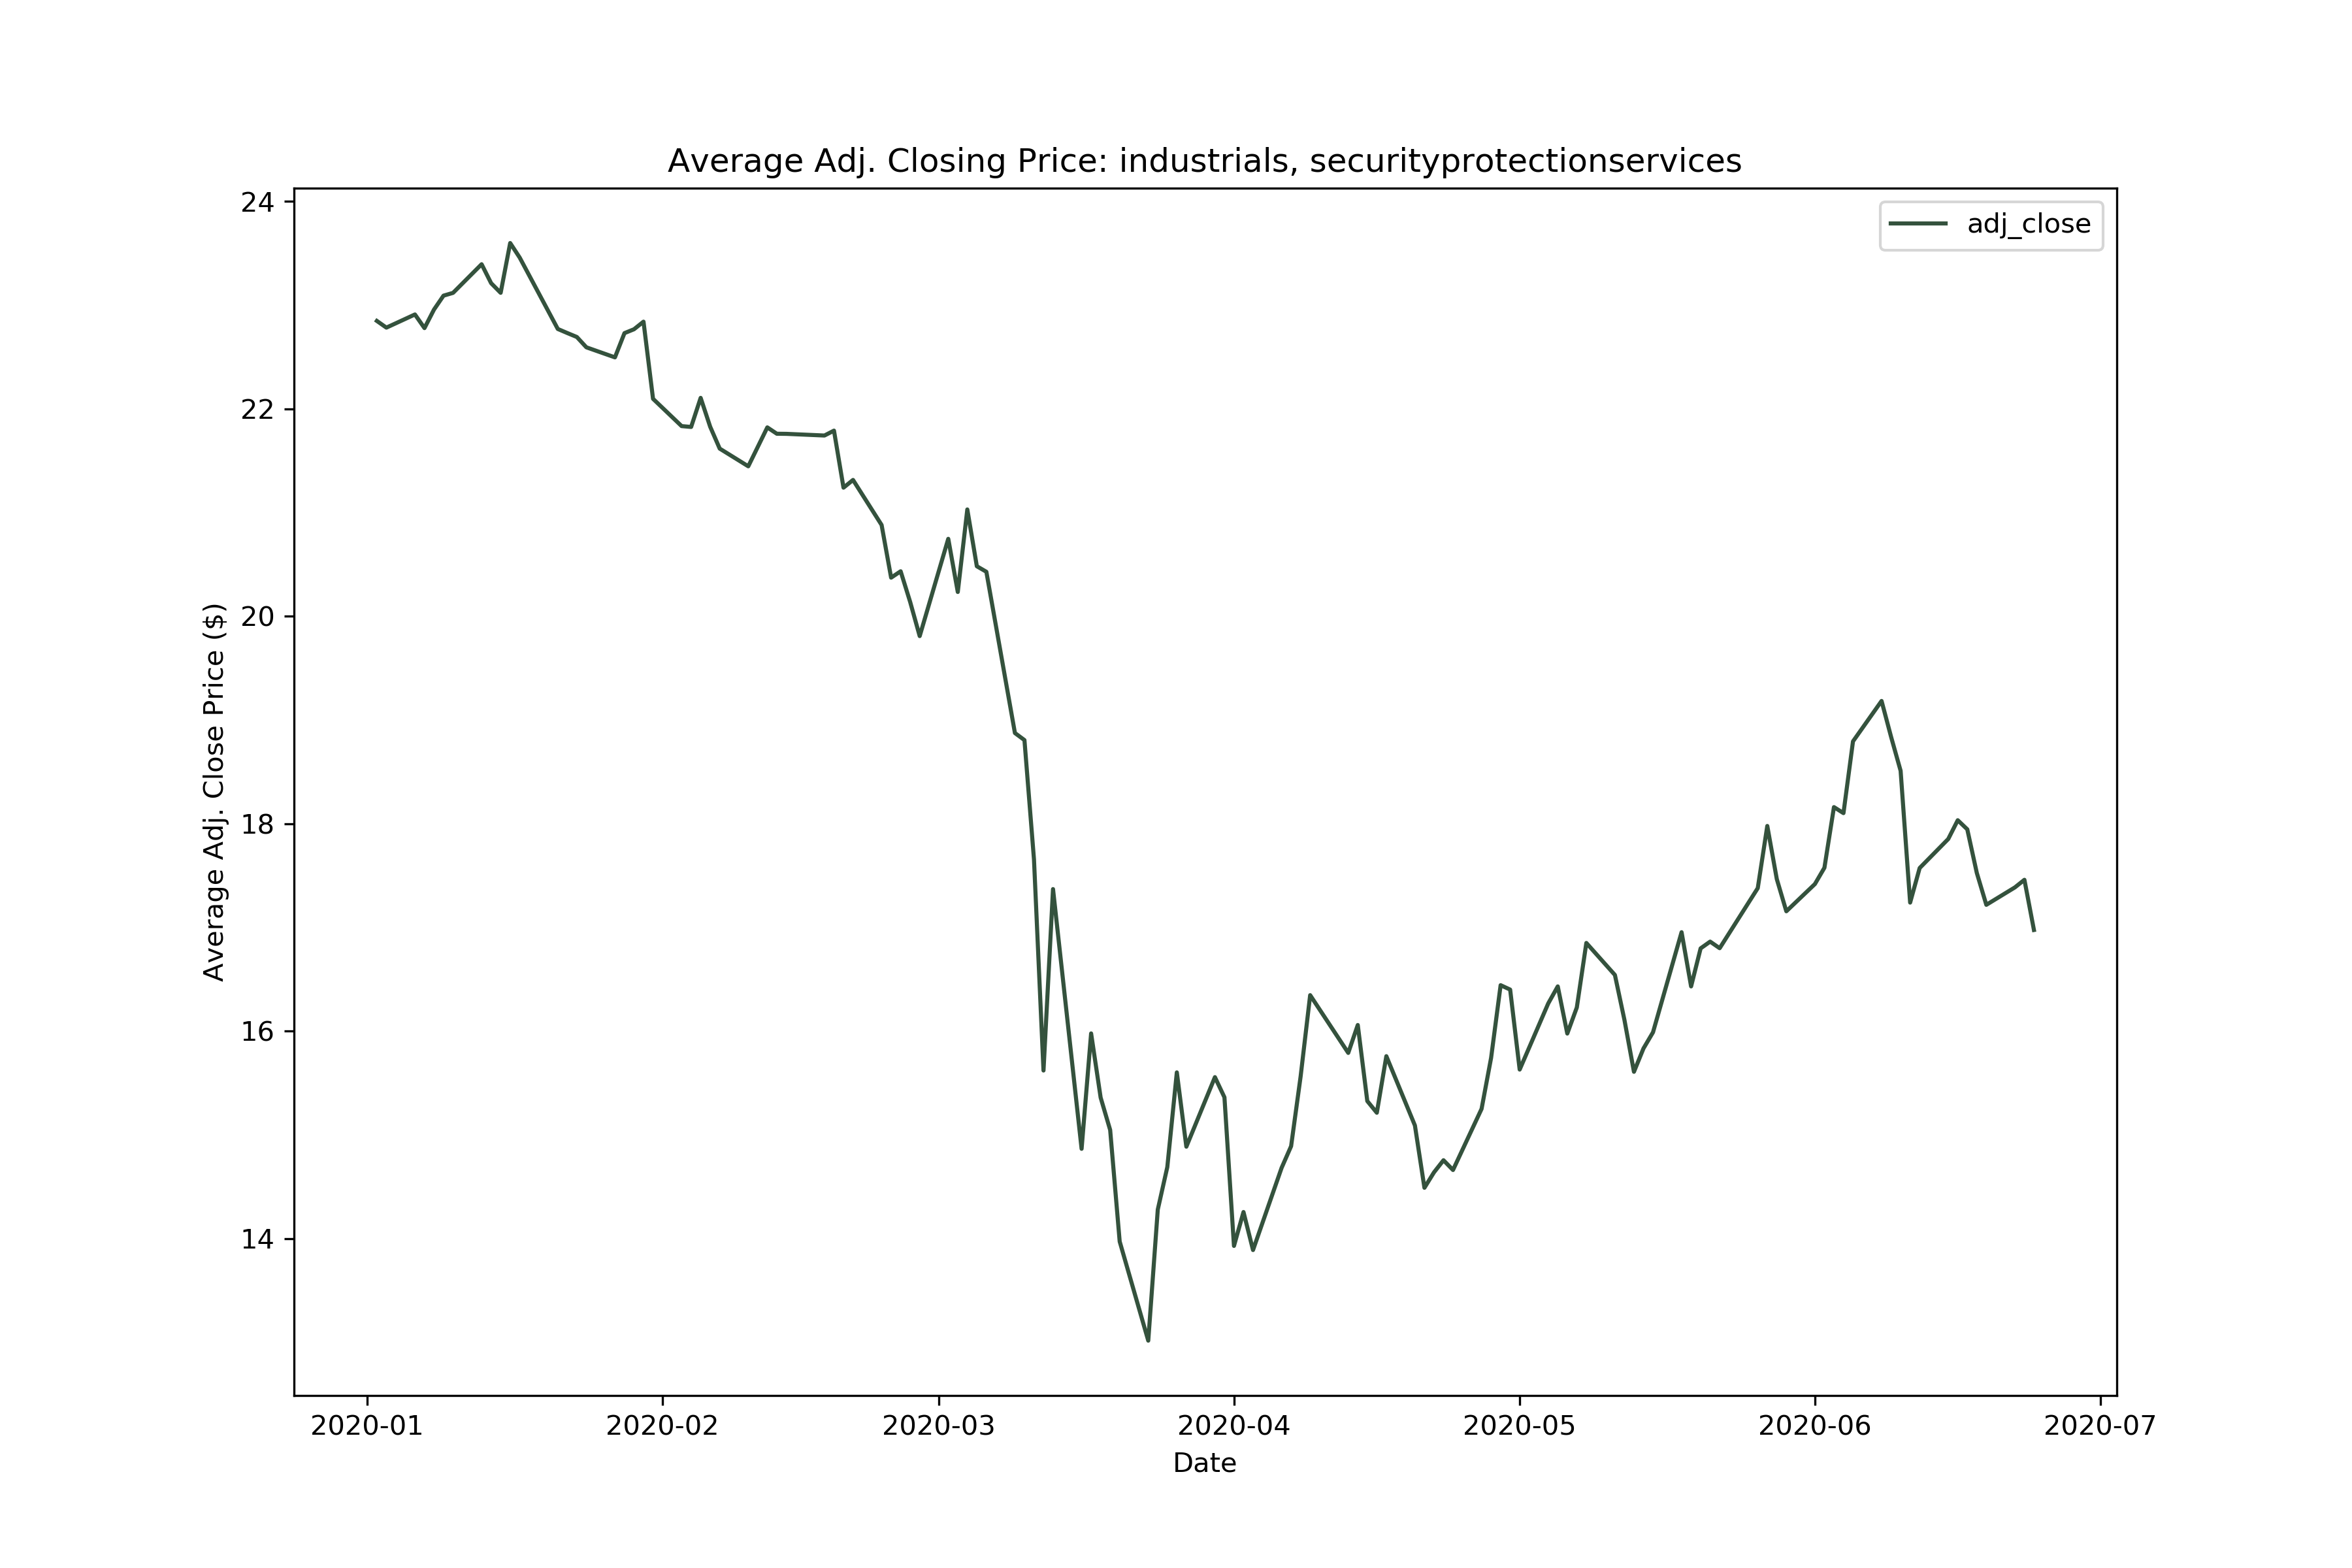 Average Adj. Closing Price: industrials, securityprotectionservices
adj_close
Average Adj. Close Price ($)
24
22
20
18
16
14
2020-01 2020-02 2020-03 2020-04 2020-05 2020-06 2020-07
Date